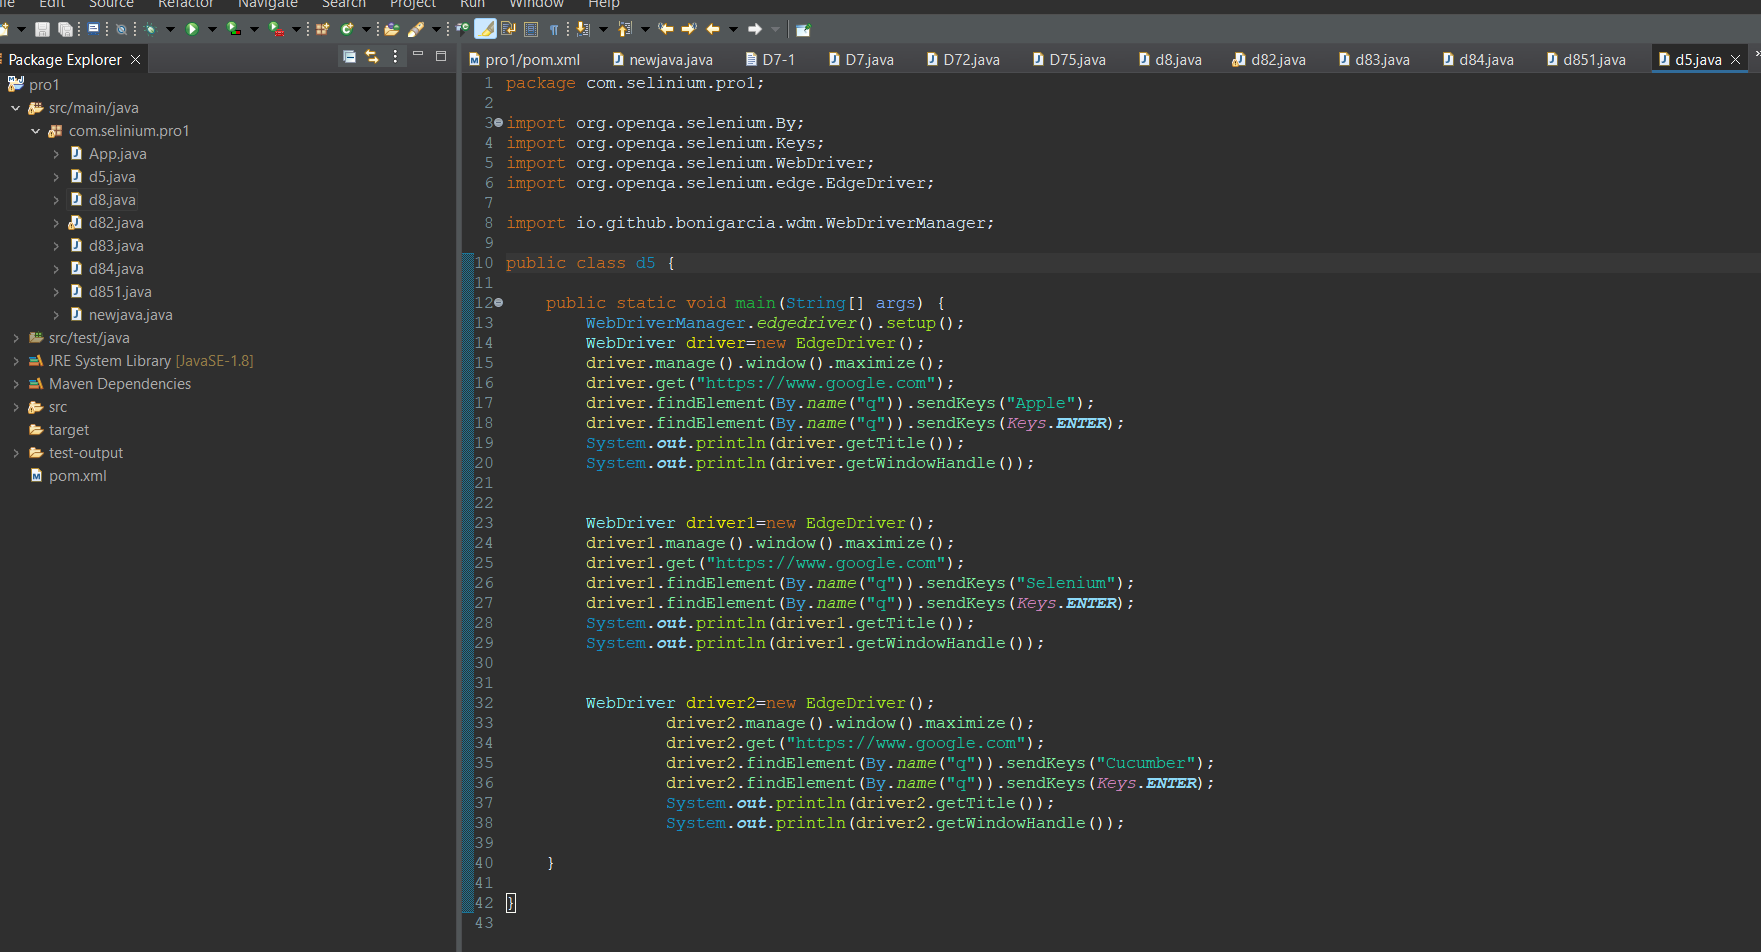 File Edit Source Refactor Navigate Search Project Run Window Help
Package Explorer
pro1
src/main/java
com.selinium.pro1
App.java
d5.java
d8.java
d82.java
d83.java
d84.java
d851.java
newjava.java
src/test/java
JRE System Library [JavaSE-1.8]
Maven Dependencies
src
target
test-output
pom.xml
pro1/pom.xml newjava.java D7-1 D7.java D72.java D75.java d8.java d82.java d83.java d84.java d851.java d5.java
1 package com.selinium.pro1;
2
3 import org.openqa.selenium.By;
4 import org.openqa.selenium.Keys;
5 import org.openqa.selenium.WebDriver;
6 import org.openqa.selenium.edge.EdgeDriver;
7
8 import io.github.bonigarcia.wdm.WebDriverManager;
9
10 public class d5 {
11
12 public static void main(String[] args) {
13 WebDriverManager.edgedriver().setup();
14 WebDriver driver=new EdgeDriver();
15 driver.manage().window().maximize();
16 driver.get("https://www.google.com");
17 driver.findElement(By.name("q")).sendKeys("Apple");
18 driver.findElement(By.name("q")).sendKeys(Keys.ENTER);
19 System.out.println(driver.getTitle());
20 System.out.println(driver.getWindowHandle());
21
22
23 WebDriver driver1=new EdgeDriver();
24 driver1.manage().window().maximize();
25 driver1.get("https://www.google.com");
26 driver1.findElement(By.name("q")).sendKeys("Selenium");
27 driver1.findElement(By.name("q")).sendKeys(Keys.ENTER);
28 System.out.println(driver1.getTitle());
29 System.out.println(driver1.getWindowHandle());
30
31
32 WebDriver driver2=new EdgeDriver();
33 driver2.manage().window().maximize();
34 driver2.get("https://www.google.com");
35 driver2.findElement(By.name("q")).sendKeys("Cucumber");
36 driver2.findElement(By.name("q")).sendKeys(Keys.ENTER);
37 System.out.println(driver2.getTitle());
38 System.out.println(driver2.getWindowHandle());
39
40 }
41
42 }
43